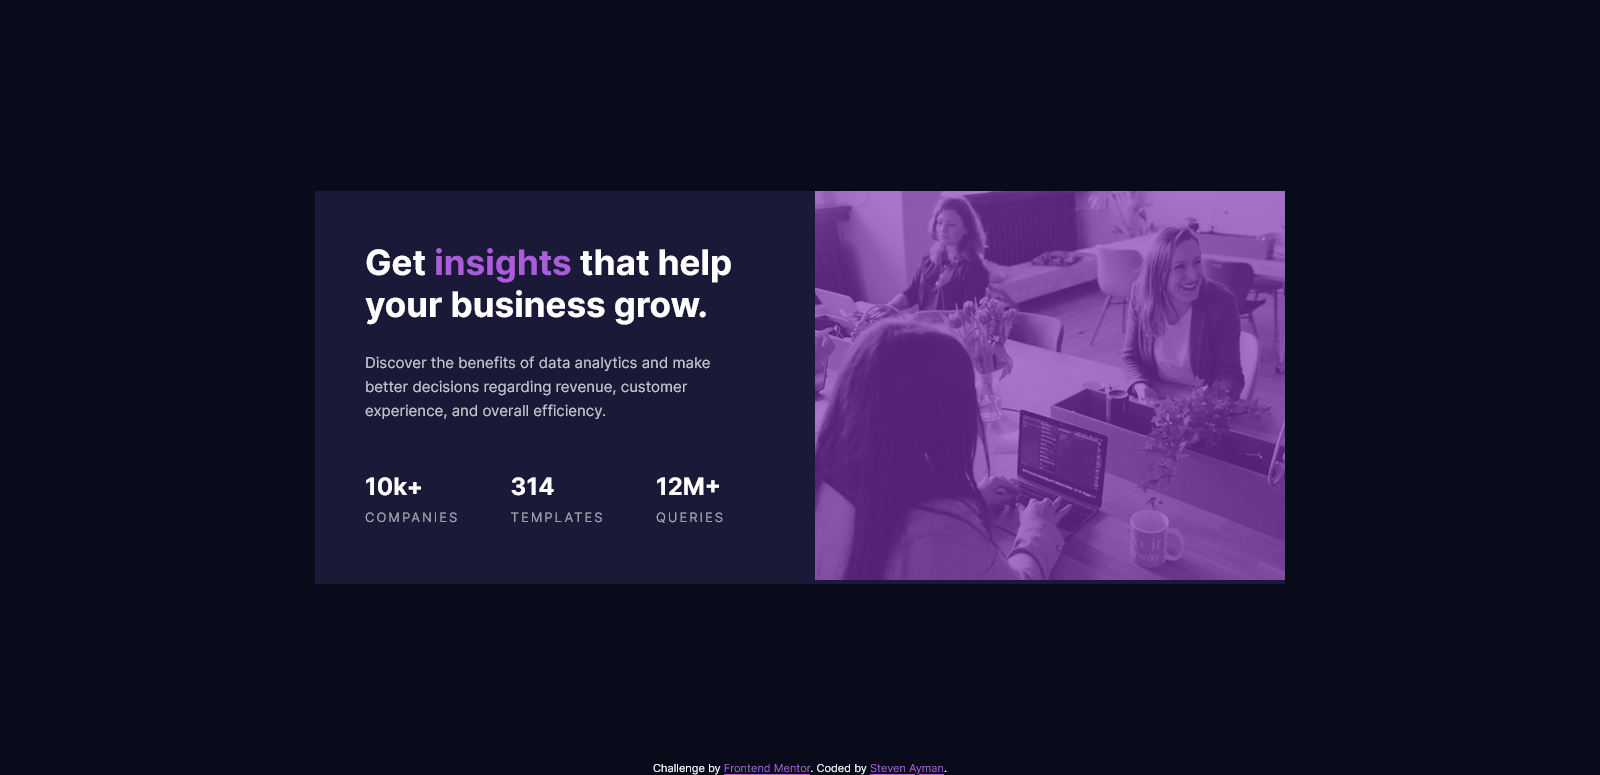 Get insights that help
your business grow.
Discover the benefits of data analytics and make
better decisions regarding revenue, customer
experience, and overall efficiency.
10k+ 314 12M+
COMPANIES TEMPLATES QUERIES
Challenge by Frontend Mentor. Coded by Steven Ayman.